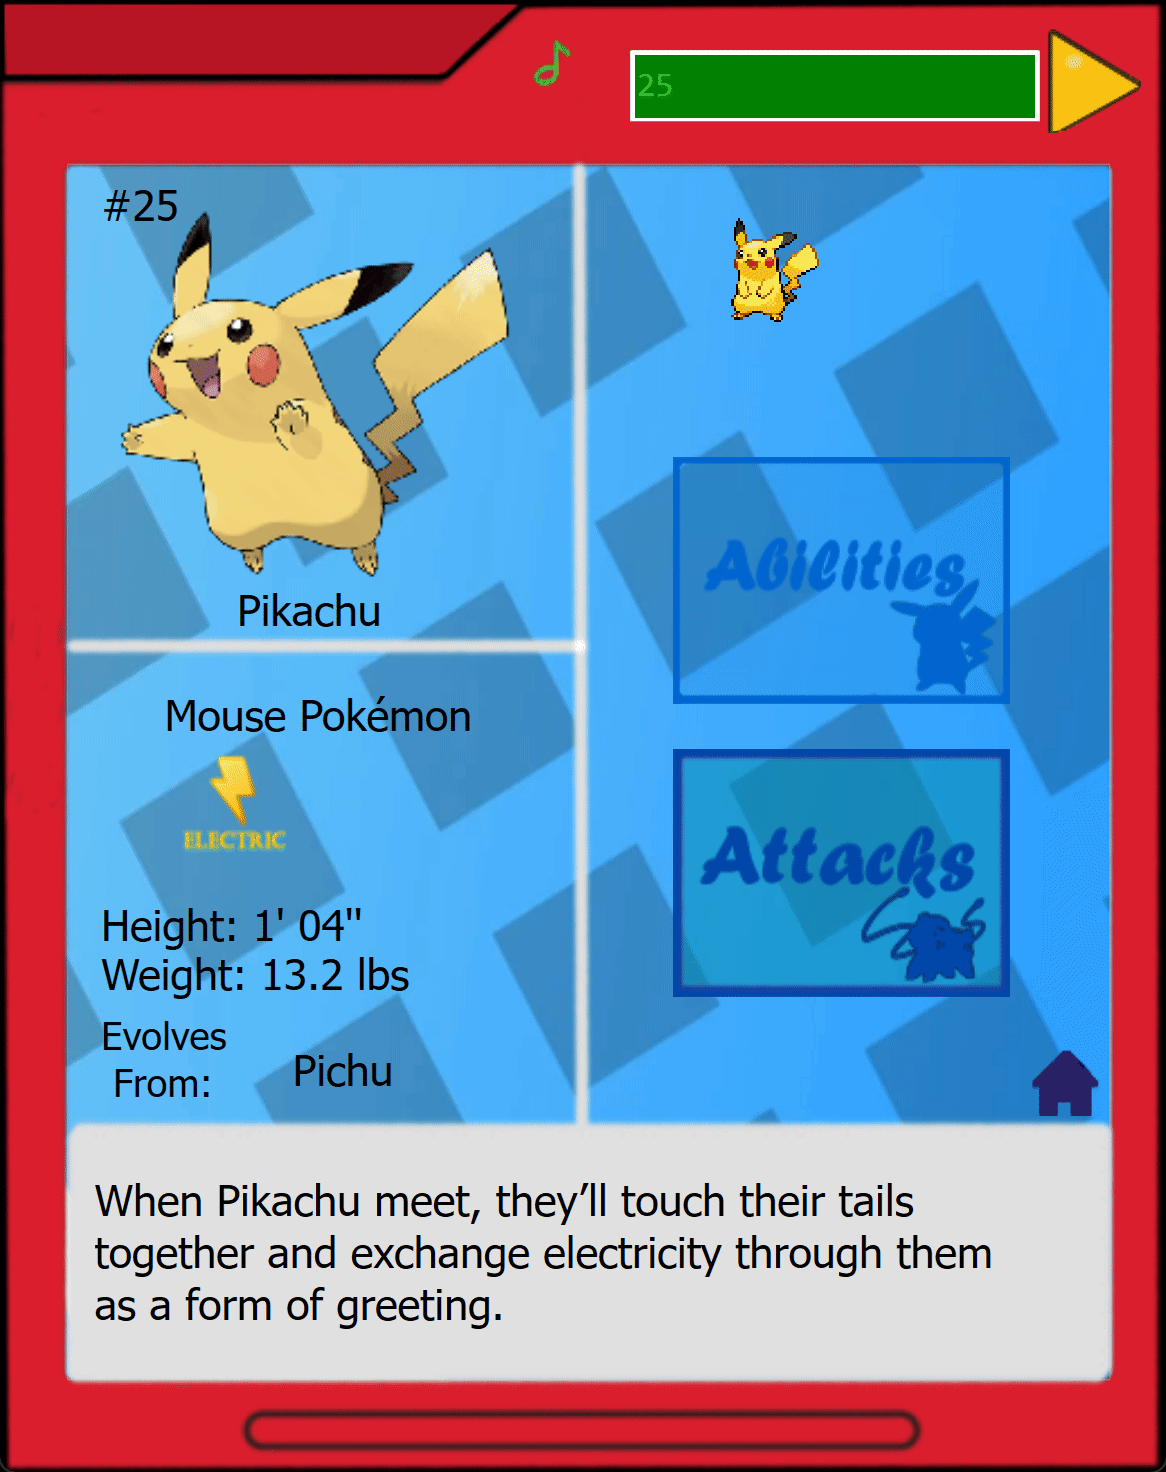 25
#25
Pikachu
Mouse Pokémon
ELECTRIC
Height: 1' 04"
Weight: 13.2 lbs
Evolves
From:
Pichu
Abilities
Attacks
When Pikachu meet, they’ll touch their tails
together and exchange electricity through them
as a form of greeting.